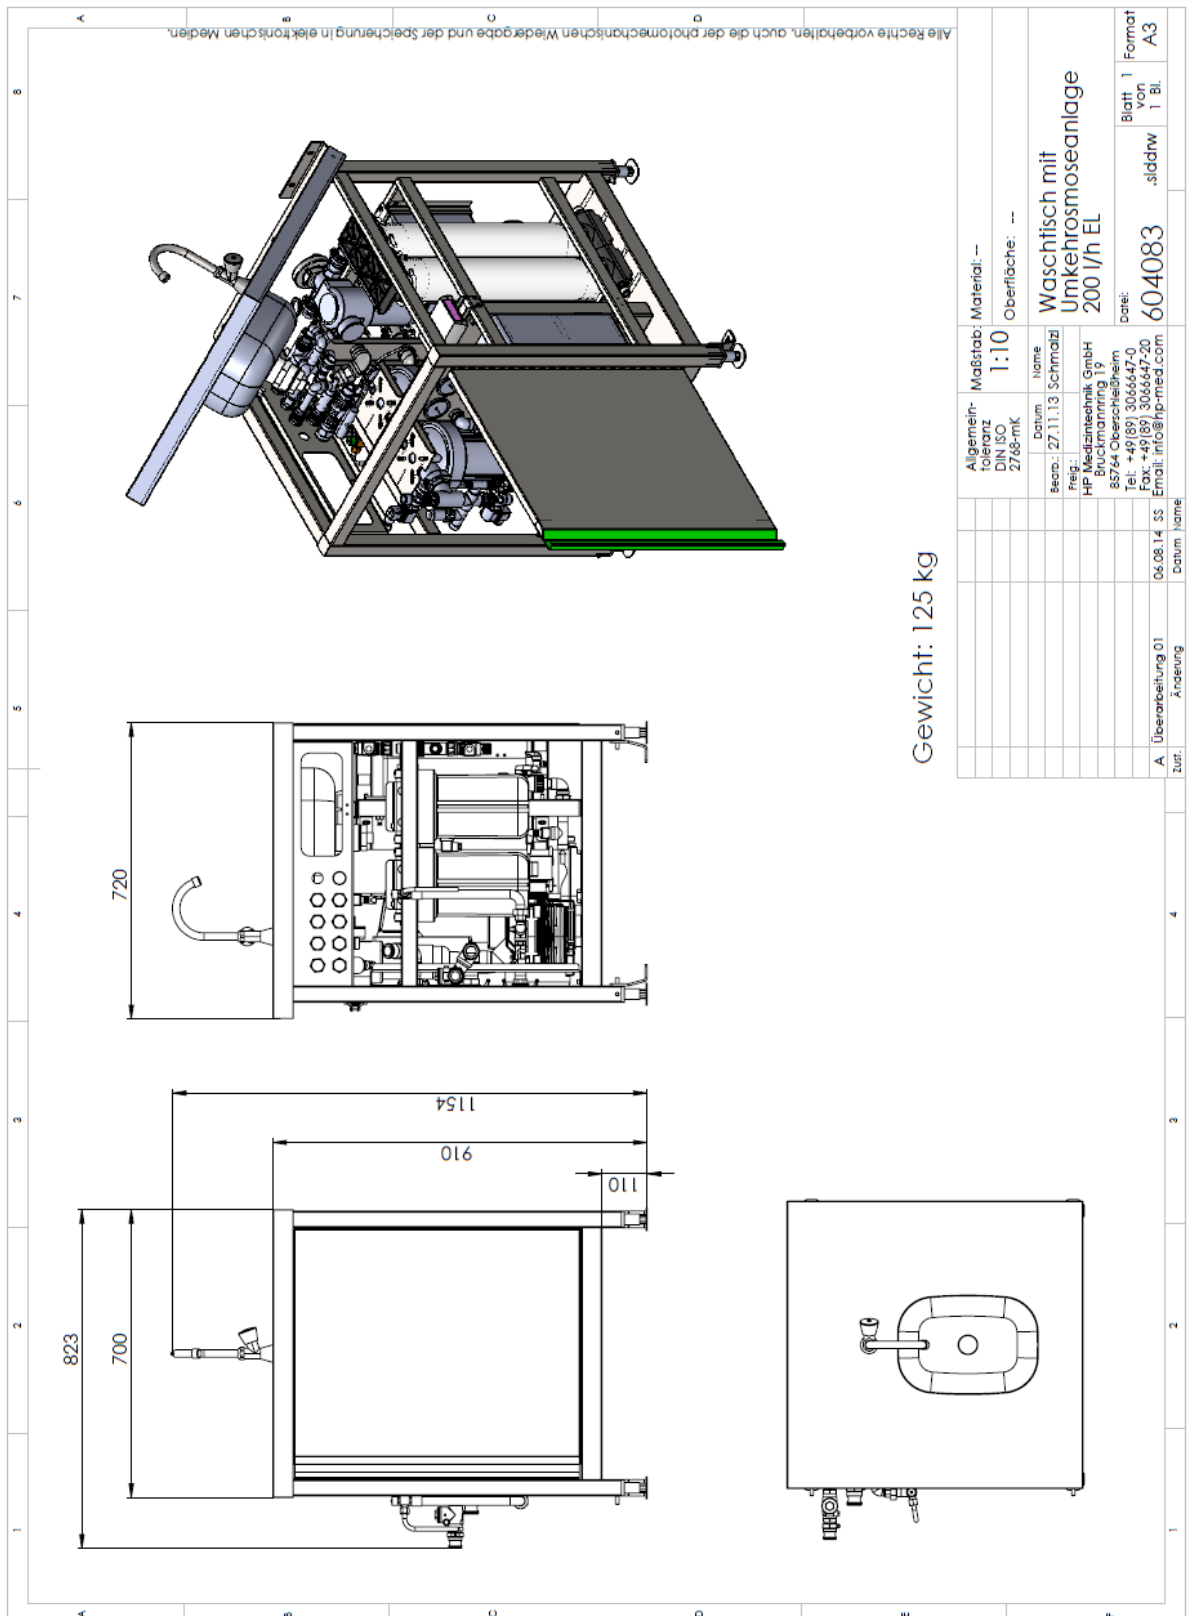 Alle Rechte vorbehalten, auch die der photomechanischen Wiedergabe und der Speicherung in elektronischen Medien.
1
2
3
4
5
6
7
8
A
B
C
D
A
B
C
D
E
F
1
2
3
4
823
700
1154
910
110
720
Gewicht: 125 kg
Allgemein-
toleranz
DIN ISO
2768-mK
Maßstab:
1:10
Material: --
Oberfläche: --
Datum
Name
Bearb.: 27.11.13 Schmalzl
Freig.:
HP Medizintechnik GmbH
Bruckmannring 19
85764 Oberschleißheim
Tel: +49(89) 3066647-0
Fax: +49(89) 3066647-20
Email: info@hp-med.com
Waschtisch mit
Umkehrosmoseanlage
200 l/h EL
Datei:
604083
.slddrw
Blatt 1
von
1 Bl.
Format
A3
A Überarbeitung 01 06.08.14 SS
Zust. Änderung Datum Name